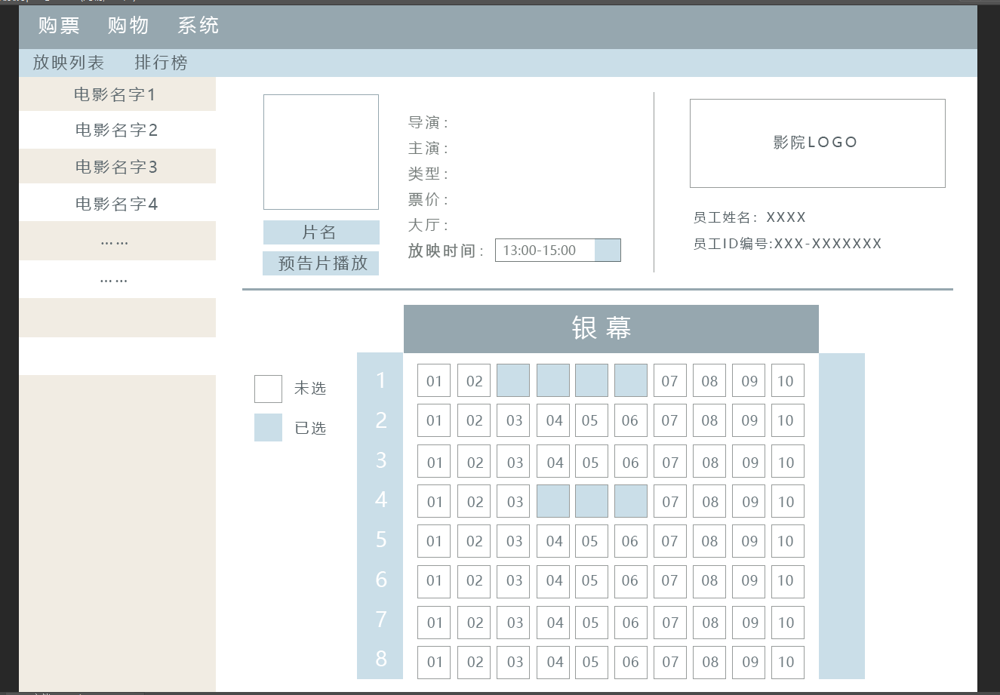 购票 购物 系统
放映列表 排行榜
电影名字1
电影名字2
电影名字3
电影名字4
……
……
片名
预告片播放
导演：
主演：
类型：
票价：
大厅：
放映时间： 13:00-15:00
影院LOGO
员工姓名：XXXX
员工ID编号:XXX-XXXXXXX
未选
已选
银幕
1 01 02 07 08 09 10
2 01 02 03 04 05 06 07 08 09 10
3 01 02 03 04 05 06 07 08 09 10
4 01 02 03 07 08 09 10
5 01 02 03 04 05 06 07 08 09 10
6 01 02 03 04 05 06 07 08 09 10
7 01 02 03 04 05 06 07 08 09 10
8 01 02 03 04 05 06 07 08 09 10